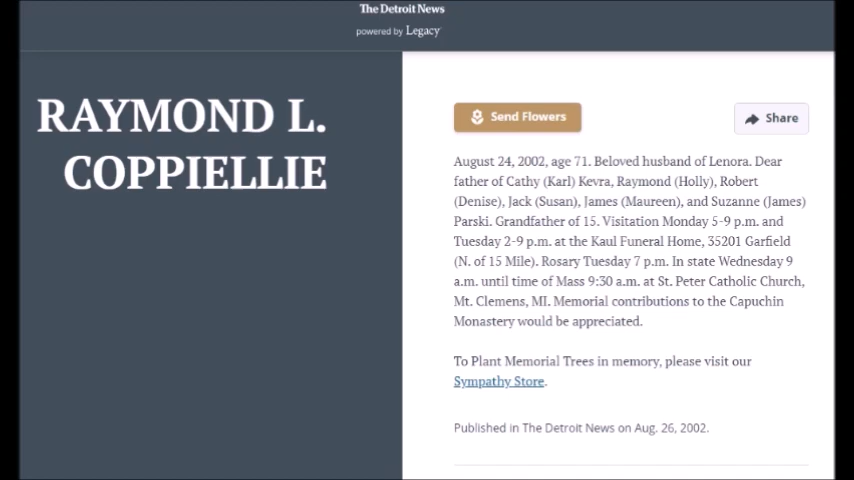 The Detroit News
powered by Legacy
RAYMOND L.
COPPIELLIE
Send Flowers
Share
August 24, 2002, age 71. Beloved husband of Lenora. Dear
father of Cathy (Karl) Kevra, Raymond (Holly), Robert
(Denise), Jack (Susan), James (Maureen), and Suzanne (James)
Parski. Grandfather of 15. Visitation Monday 5-9 p.m. and
Tuesday 2-9 p.m. at the Kaul Funeral Home, 35201 Garfield
(N. of 15 Mile). Rosary Tuesday 7 p.m. In state Wednesday 9
a.m. until time of Mass 9:30 a.m. at St. Peter Catholic Church,
Mt. Clemens, MI. Memorial contributions to the Capuchin
Monastery would be appreciated.
To Plant Memorial Trees in memory, please visit our
Sympathy Store.
Published in The Detroit News on Aug. 26, 2002.